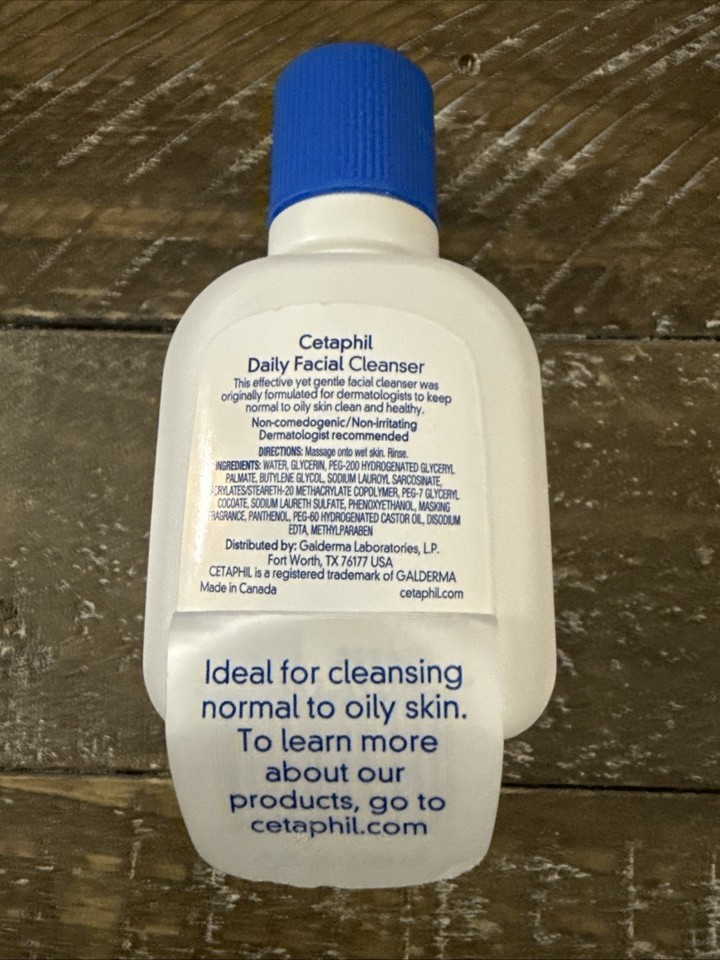 Cetaphil
Daily Facial Cleanser
This effective yet gentle facial cleanser was
originally formulated for dermatologists to keep
normal to oily skin clean and healthy.
Non-comedogenic/Non-irritating
Dermatologist recommended
DIRECTIONS: Massage onto wet skin. Rinse.
INGREDIENTS: WATER, GLYCERIN, PEG-200 HYDROGENATED GLYCERYL
PALMATE, BUTYLENE GLYCOL, SODIUM LAUROYL SARCOSINATE,
ACRYLATES/STEARETH-20 METHACRYLATE COPOLYMER, PEG-7 GLYCERYL
COCOATE, SODIUM LAURETH SULFATE, PHENOXYETHANOL, MASKING
FRAGRANCE, PANTHENOL, PEG-60 HYDROGENATED CASTOR OIL, DISODIUM
EDTA, METHYLPARABEN
Distributed by: Galderma Laboratories, L.P.
Fort Worth, TX 76177 USA
CETAPHIL is a registered trademark of GALDERMA
Made in Canada cetaphil.com
Ideal for cleansing
normal to oily skin.
To learn more
about our
products, go to
cetaphil.com